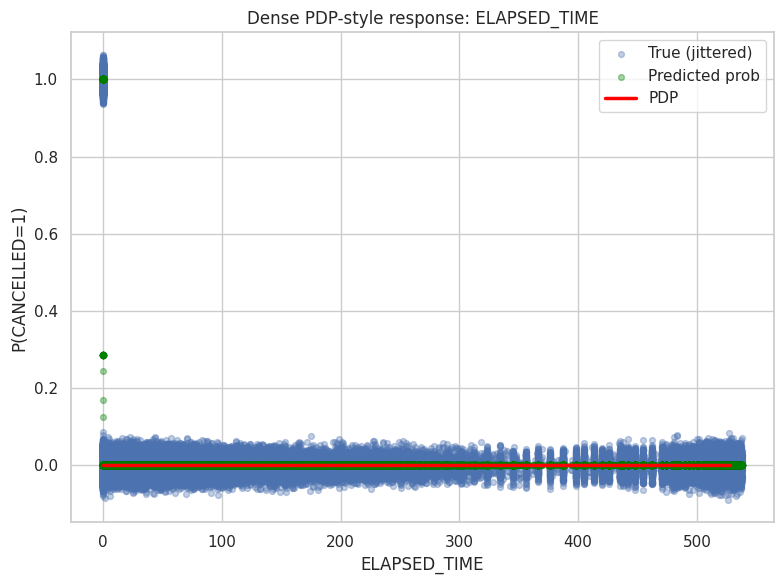 Dense PDP-style response: ELAPSED_TIME
True (jittered)
Predicted prob
PDP
P(CANCELLED=1)
1.0
0.8
0.6
0.4
0.2
0.0
0 100 200 300 400 500
ELAPSED_TIME